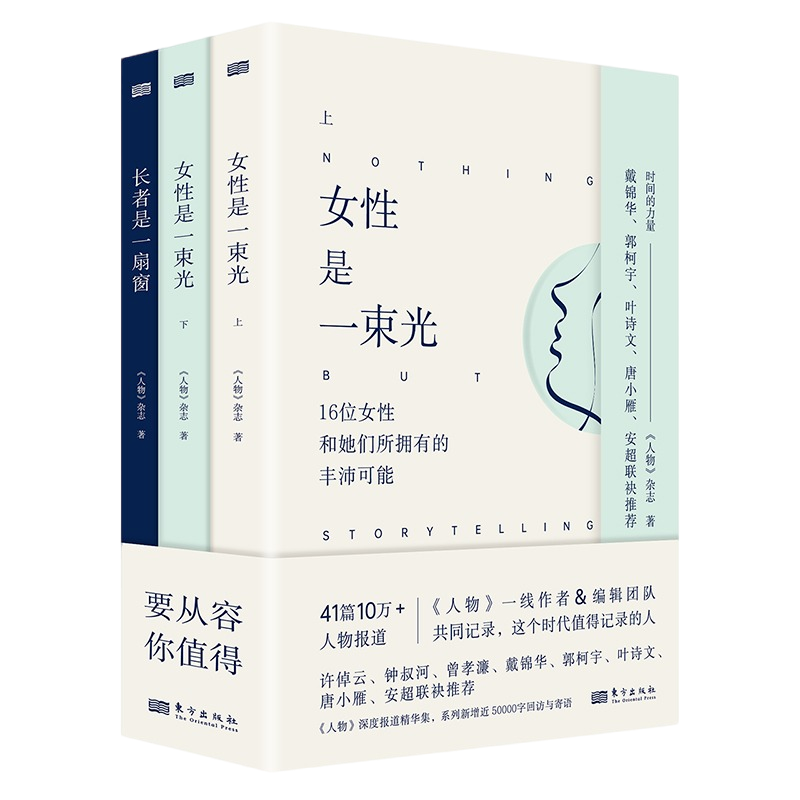 长者是一扇窗
《人物》杂志 著
女性是一束光
下
《人物》杂志 著
女性是一束光
上
《人物》杂志 著
上
NOTHING
女性
是
一束光
BUT
16位女性
和她们所拥有的
丰沛可能
STORYTELLING
时间的力量
《人物》杂志 著
戴锦华、郭柯宇、叶诗文、唐小雁、安超联袂推荐
要从容
你值得
东方出版社
The Oriental Press
41篇10万+
人物报道
《人物》一线作者&编辑团队
共同记录，这个时代值得记录的人
许倬云、钟叔河、曾孝濂、戴锦华、郭柯宇、叶诗文、
唐小雁、安超联袂推荐
《人物》深度报道精华集，系列新增近50000字回访与寄语
东方出版社
The Oriental Press